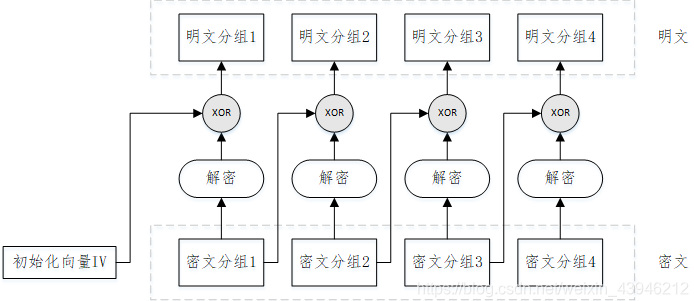 明文分组1 明文分组2 明文分组3 明文分组4 明文
XOR XOR XOR XOR
解密 解密 解密 解密
初始化向量IV 密文分组1 密文分组2 密文分组3 密文分组4 密文
https://blog.csdn.net/weixin_43946212